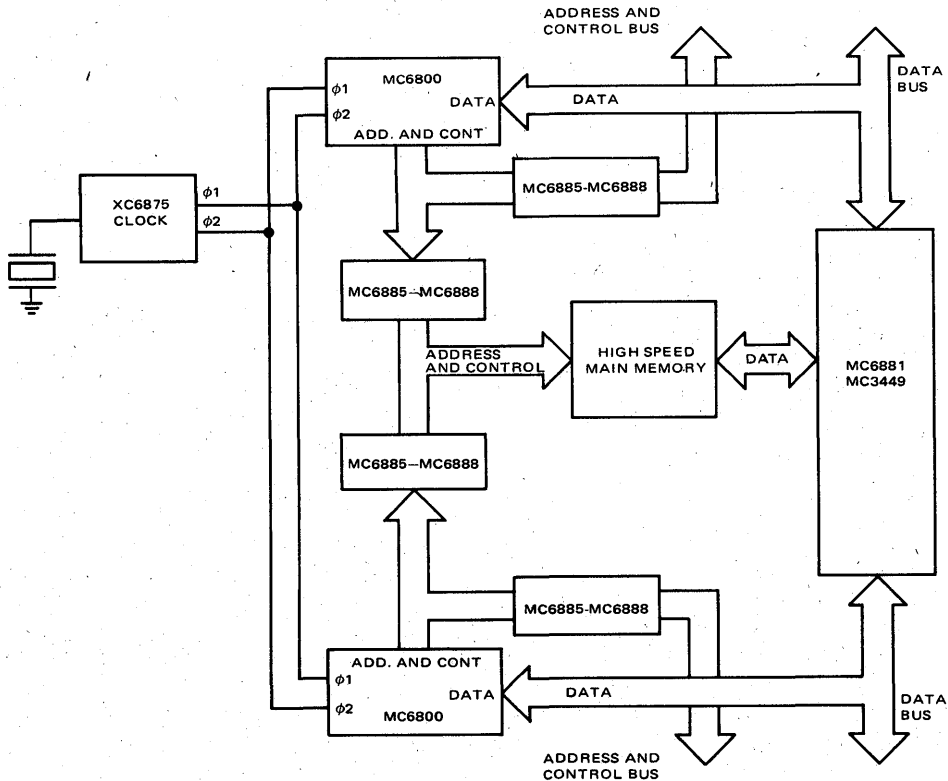 ADDRESS AND
CONTROL BUS
MC6800
φ1
φ2
DATA
ADD. AND CONT
DATA
DATA
BUS
MC6885-MC6888
XC6875
CLOCK
φ1
φ2
MC6885-MC6888
ADDRESS
AND CONTROL
HIGH SPEED
MAIN MEMORY
DATA
MC6881
MC3449
MC6885-MC6888
MC6885-MC6888
ADD. AND CONT
φ1
φ2
DATA
MC6800
DATA
DATA
BUS
ADDRESS AND
CONTROL BUS